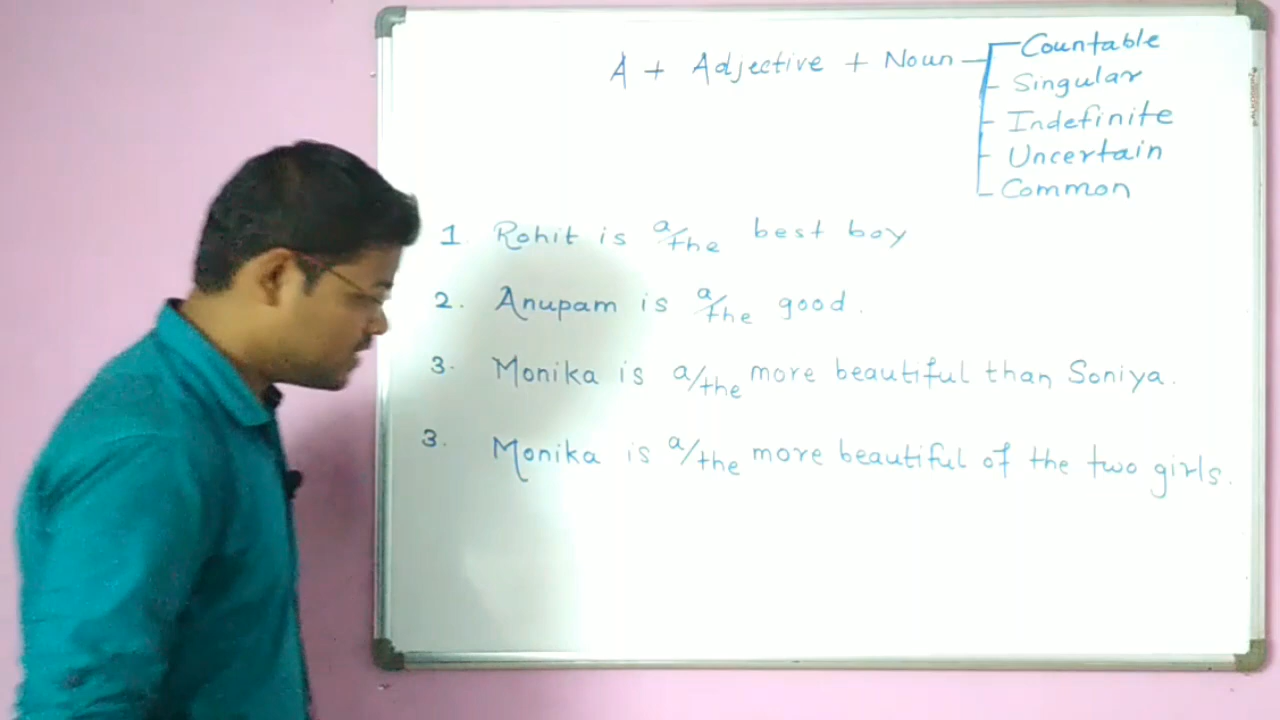 A + Adjective + Noun
Countable
Singular
Indefinite
Uncertain
Common
1. Rohit is a/the best boy
2. Anupam is a/the good.
3. Monika is a/the more beautiful than Soniya.
3. Monika is a/the more beautiful of the two girls.